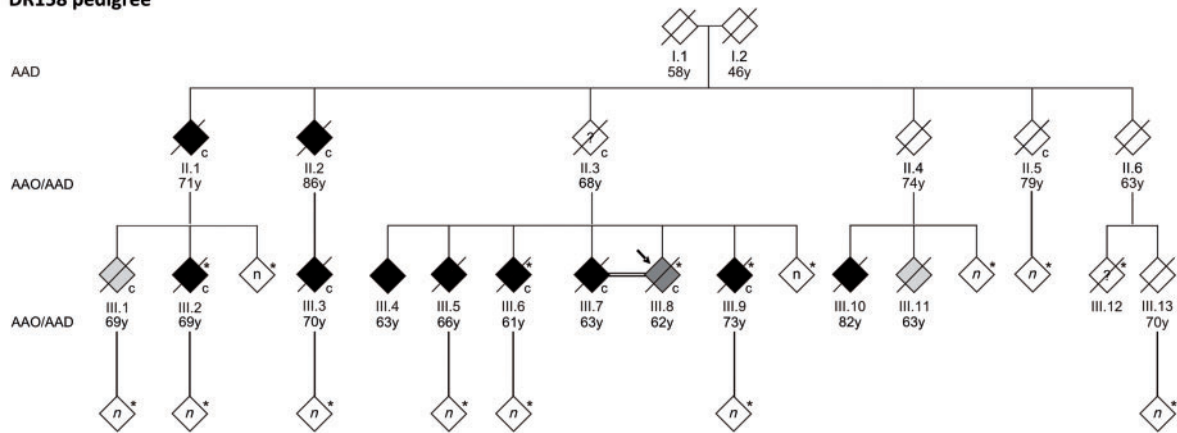 DR158 pedigree
I.1 I.2
AAD 58y 46y
? c
c c c
II.1 II.2 II.3 II.4 II.5 II.6
AAO/AAD 71y 86y 68y 74y 79y 63y
* n * * * * * n * n * n * ? *
c c c c c c c c c
III.1 III.2 III.3 III.4 III.5 III.6 III.7 III.8 III.9 III.10 III.11 III.12 III.13
AAO/AAD 69y 69y 70y 63y 66y 61y 63y 62y 73y 82y 63y 70y
n * n * n * n * n * n * n *